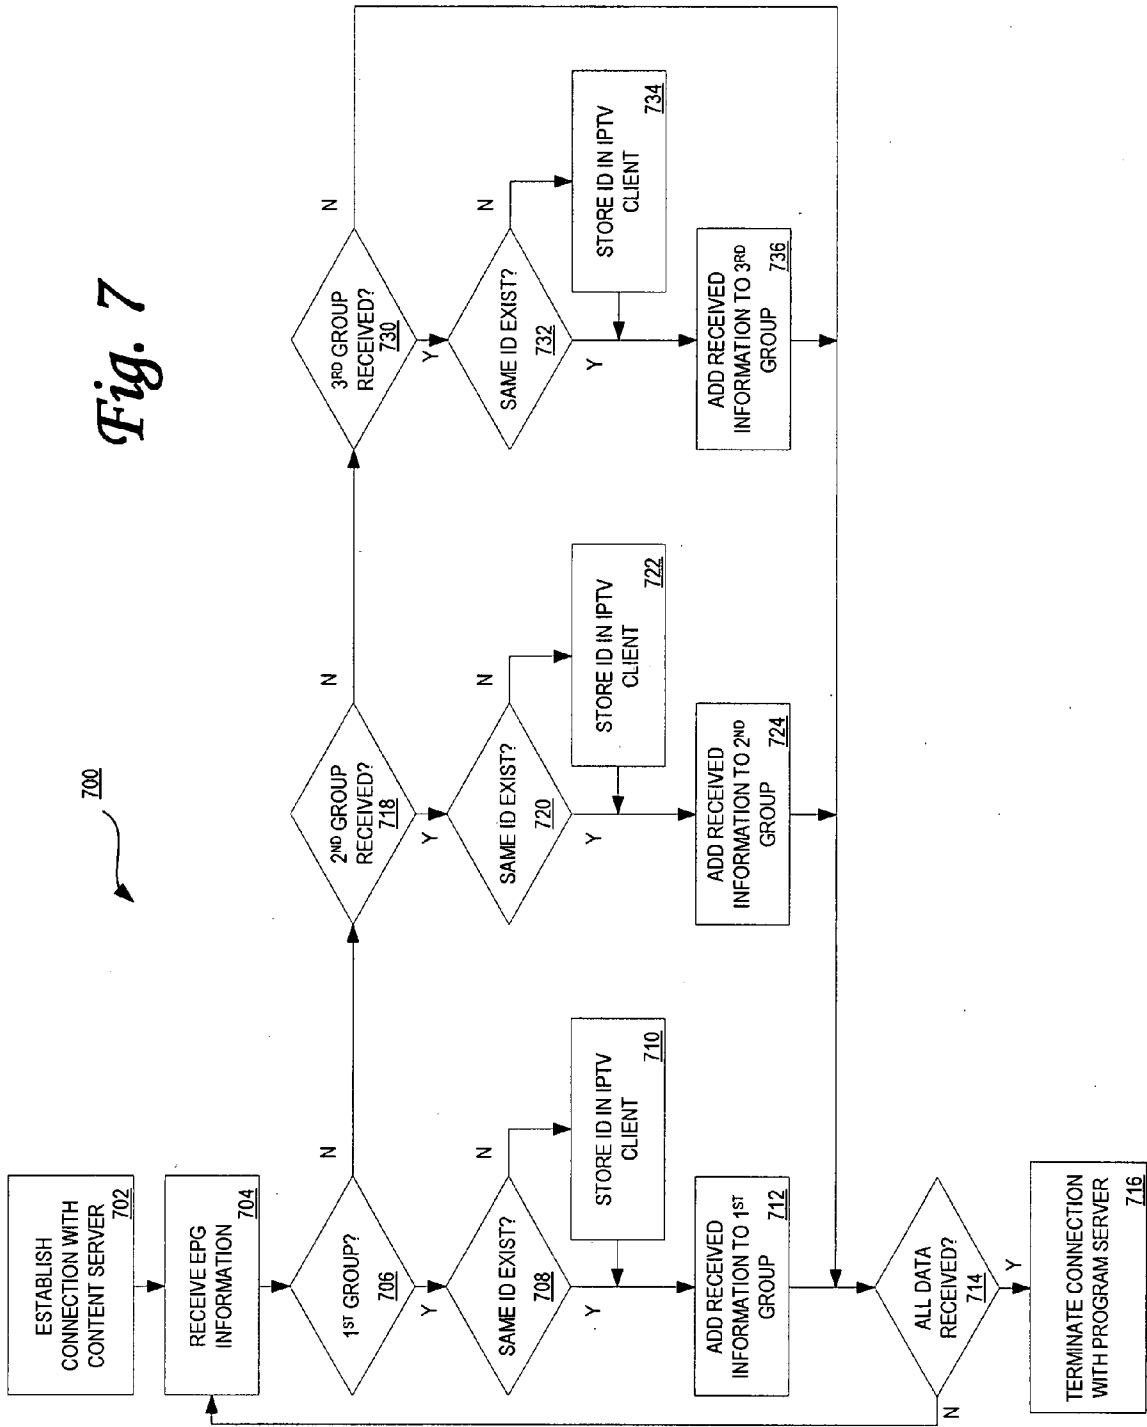 Fig. 7
700
ESTABLISH
CONNECTION WITH
CONTENT SERVER
702
RECEIVE EPG
INFORMATION
704
1ST GROUP?
706
N
Y
SAME ID EXIST?
708
N
Y
STORE ID IN IPTV
CLIENT
710
ADD RECEIVED
INFORMATION TO 1ST
GROUP
712
2ND GROUP
RECEIVED?
718
N
Y
SAME ID EXIST?
720
N
Y
STORE ID IN IPTV
CLIENT
722
ADD RECEIVED
INFORMATION TO 2ND
GROUP
724
3RD GROUP
RECEIVED?
730
N
Y
SAME ID EXIST?
732
N
Y
STORE ID IN IPTV
CLIENT
734
ADD RECEIVED
INFORMATION TO 3RD
GROUP
736
ALL DATA
RECEIVED?
714
N
Y
TERMINATE CONNECTION
WITH PROGRAM SERVER
716